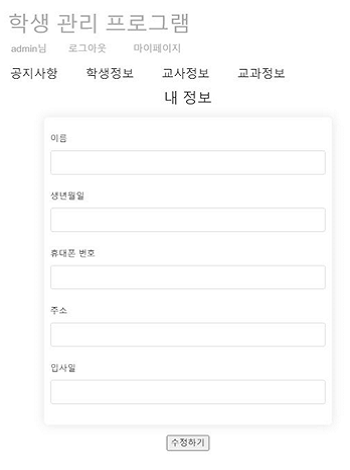 학생 관리 프로그램
admin님 로그아웃 마이페이지
공지사항 학생정보 교사정보 교과정보
내 정보
이름
생년월일
휴대폰 번호
주소
입사일
수정하기